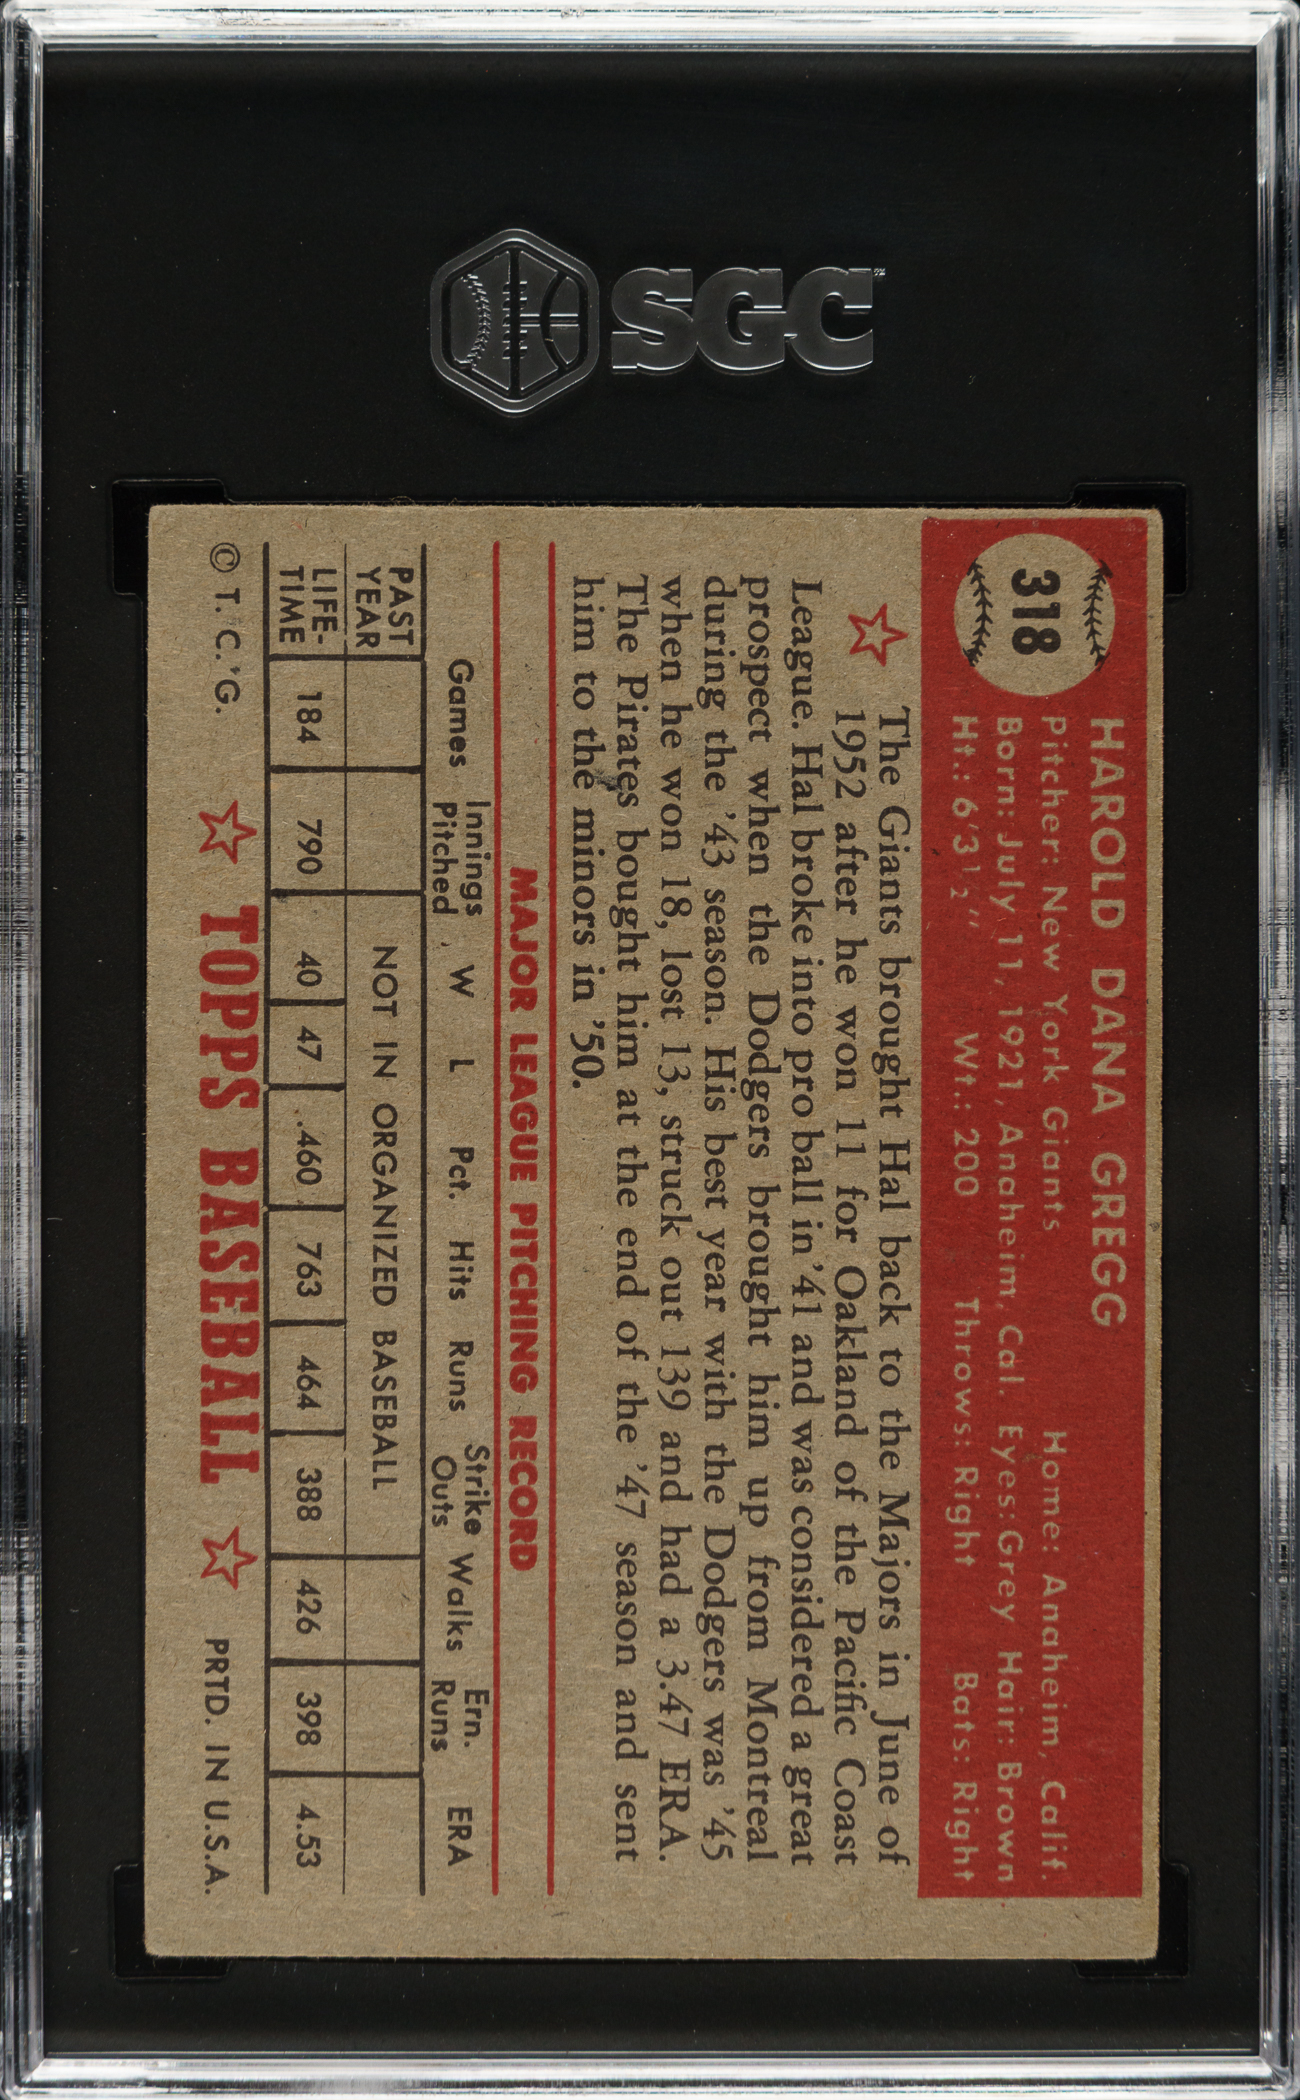 SGC
318
HAROLD DANA GREGG
Pitcher: New York Giants Home: Anaheim, Calif.
Born: July 11, 1921, Anaheim, Cal. Eyes: Grey Hair: Brown
Ht.: 6'3½" Wt.: 200 Throws: Right Bats: Right
The Giants brought Hal back to the Majors in June of
1952 after he won 11 for Oakland of the Pacific Coast
League. Hal broke into pro ball in '41 and was considered a great
prospect when the Dodgers brought him up from Montreal
during the '43 season. His best year with the Dodgers was '45
when he won 18, lost 13, struck out 139 and had a 3.47 ERA.
The Pirates bought him at the end of the '47 season and sent
him to the minors in '50.
MAJOR LEAGUE PITCHING RECORD
Games Innings Pitched W L Pct. Hits Runs Strike Outs Walks Ern. Runs ERA
PAST YEAR NOT IN ORGANIZED BASEBALL
LIFE-TIME 184 790 40 47 .460 763 464 388 426 398 4.53
© T. C. G. TOPPS BASEBALL PRTD. IN U.S.A.